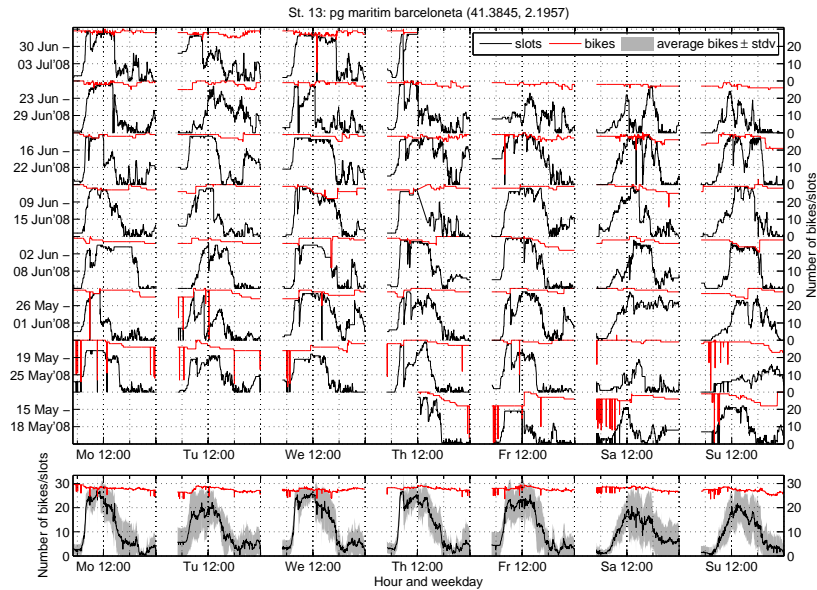 St. 13: pg maritim barceloneta (41.3845, 2.1957)
slots bikes average bikes ± stdv
30 Jun –
03 Jul'08
23 Jun –
29 Jun'08
16 Jun –
22 Jun'08
09 Jun –
15 Jun'08
02 Jun –
08 Jun'08
26 May –
01 Jun'08
19 May –
25 May'08
15 May –
18 May'08
20
10
0
20
10
0
20
10
0
20
10
0
20
10
0
20
10
0
20
10
0
20
10
0
Number of bikes/slots
Mo 12:00 Tu 12:00 We 12:00 Th 12:00 Fr 12:00 Sa 12:00 Su 12:00
Number of bikes/slots
30
20
10
0
30
20
10
0
Mo 12:00 Tu 12:00 We 12:00 Th 12:00 Fr 12:00 Sa 12:00 Su 12:00
Hour and weekday